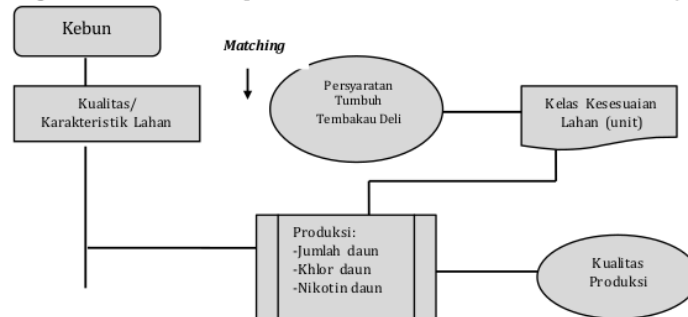 Kebun
Matching
Kualitas/
Karakteristik Lahan
Persyaratan
Tumbuh
Tembakau Deli
Kelas Kesesuaian
Lahan (unit)
Produksi:
-Jumlah daun
-Khlor daun
-Nikotin daun
Kualitas
Produksi